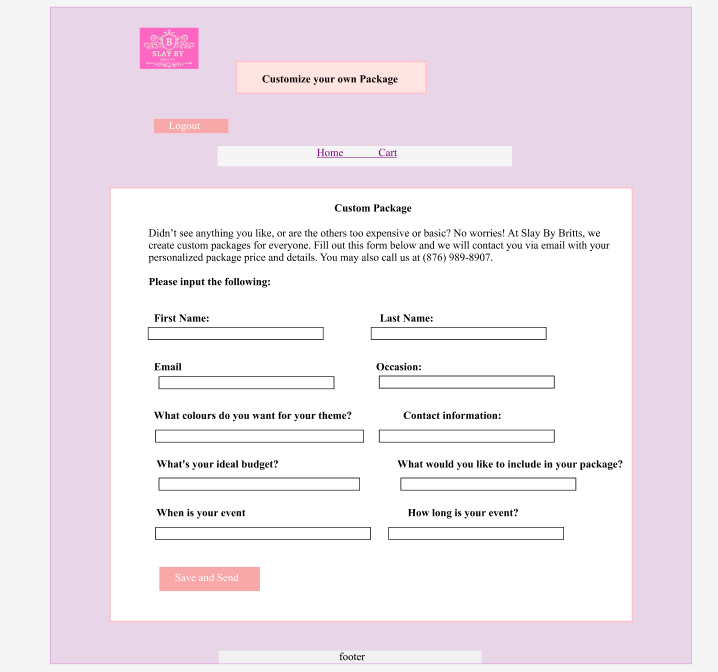 B
SLAY BY
Customize your own Package
Logout
Home Cart
Custom Package
Didn’t see anything you like, or are the others too expensive or basic? No worries! At Slay By Britts, we
create custom packages for everyone. Fill out this form below and we will contact you via email with your
personalized package price and details. You may also call us at (876) 989-8907.
Please input the following:
First Name: Last Name:
Email Occasion:
What colours do you want for your theme? Contact information:
What's your ideal budget? What would you like to include in your package?
When is your event How long is your event?
Save and Send
footer